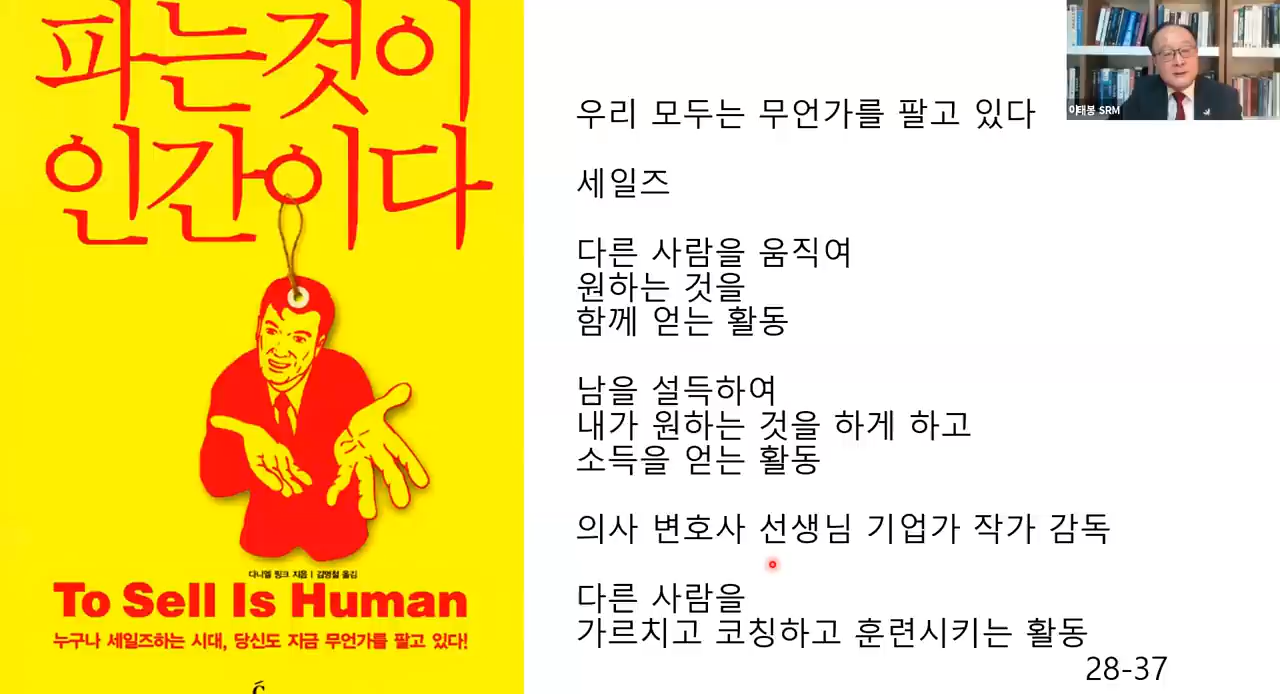 파는것이
인간이다
다니엘 핑크 지음 | 김명철 옮김
To Sell Is Human
누구나 세일즈하는 시대, 당신도 지금 무언가를 팔고 있다!
우리 모두는 무언가를 팔고 있다
세일즈
다른 사람을 움직여
원하는 것을
함께 얻는 활동
남을 설득하여
내가 원하는 것을 하게 하고
소득을 얻는 활동
의사 변호사 선생님 기업가 작가 감독
다른 사람을
가르치고 코칭하고 훈련시키는 활동
28-37
이태봉 SRM